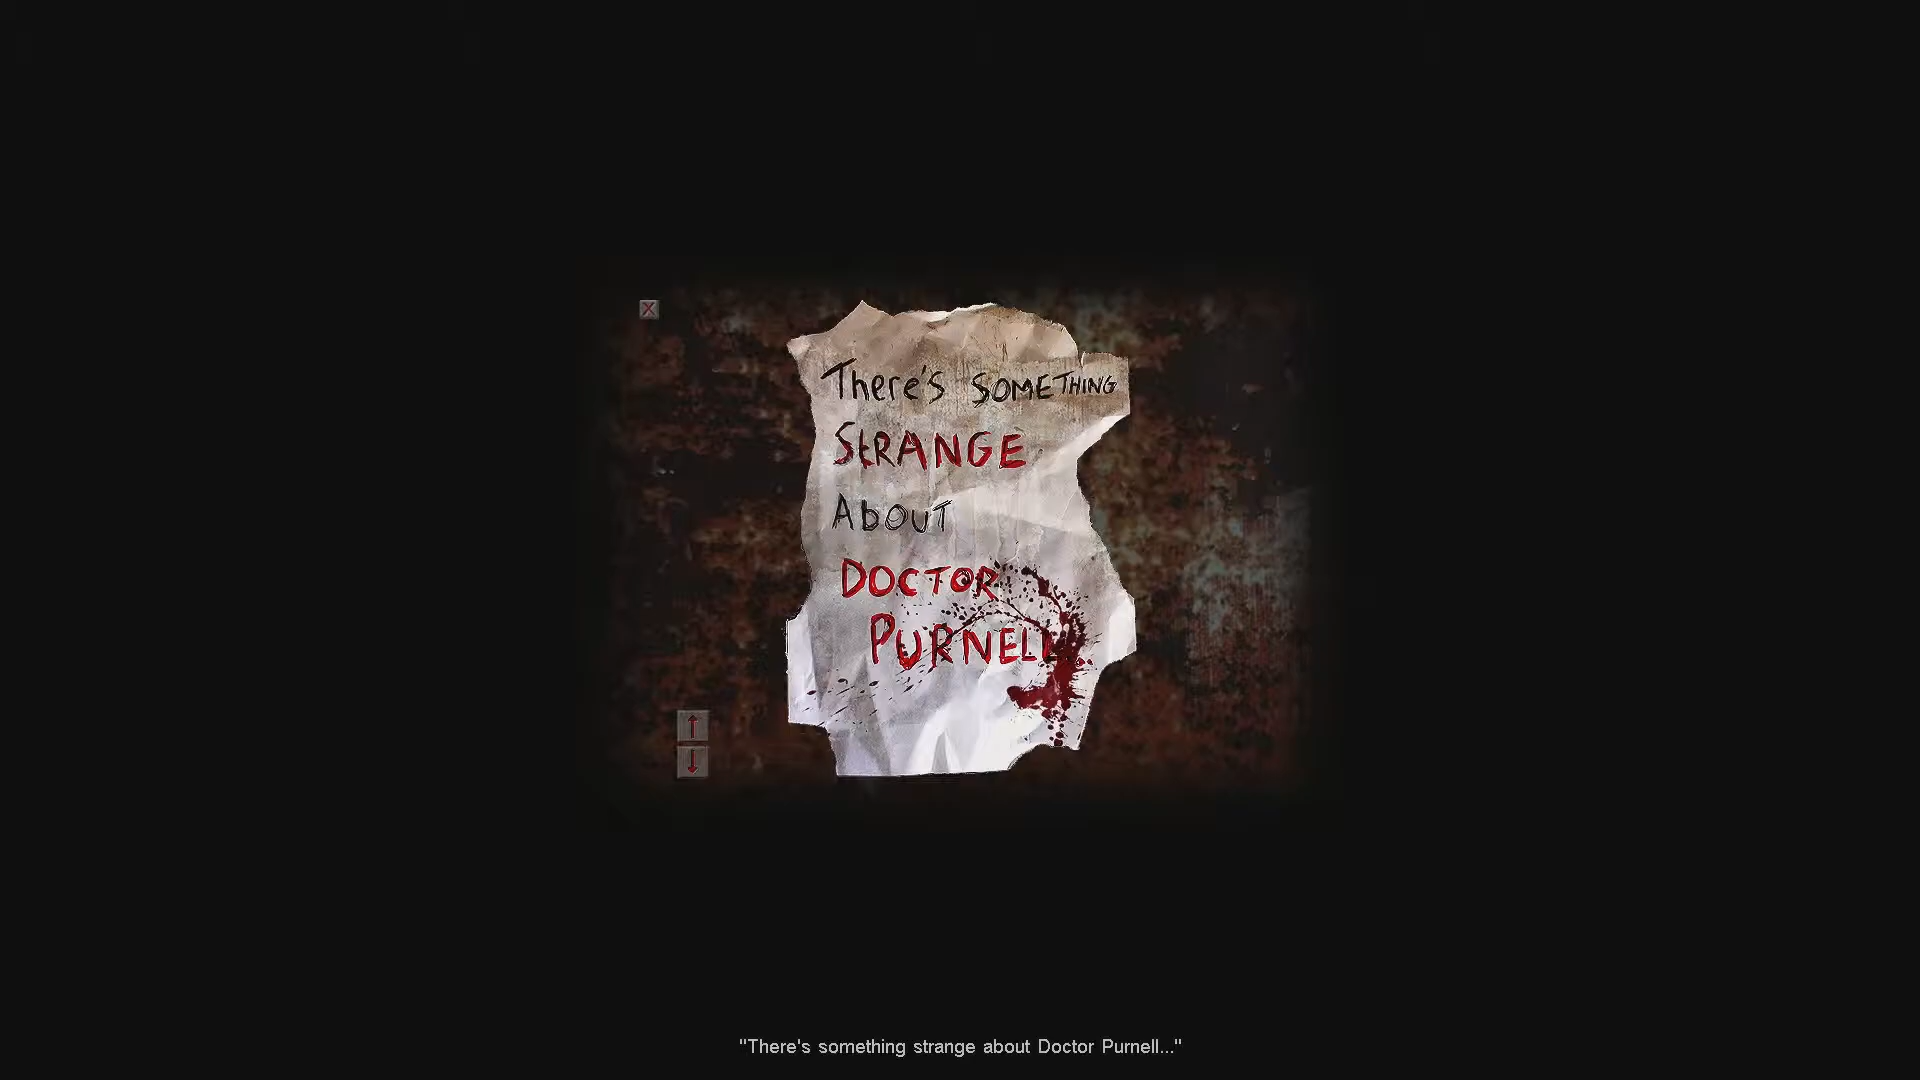 There's SOMETHING
StRANGE
AbOUT
DOCTOR
PURNELL
"There's something strange about Doctor Purnell..."